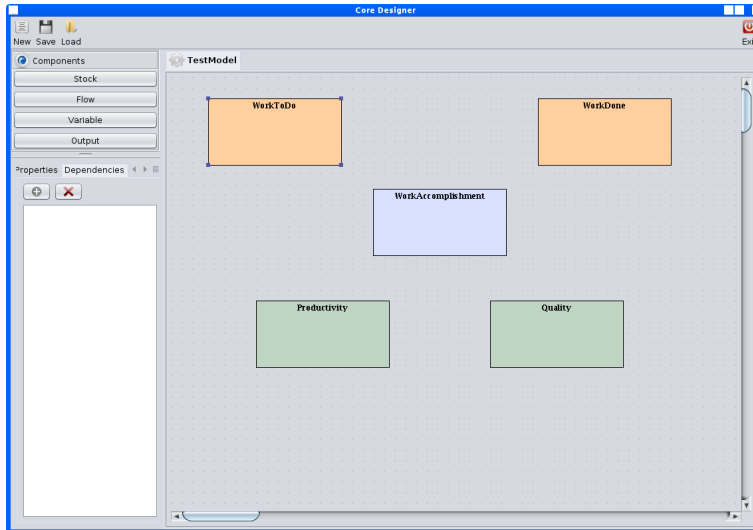 Core Designer
New Save Load
Exi
Components
TestModel
Stock
Flow
Variable
Output
Properties Dependencies
WorkToDo
WorkDone
WorkAccomplishment
Productivity
Quality